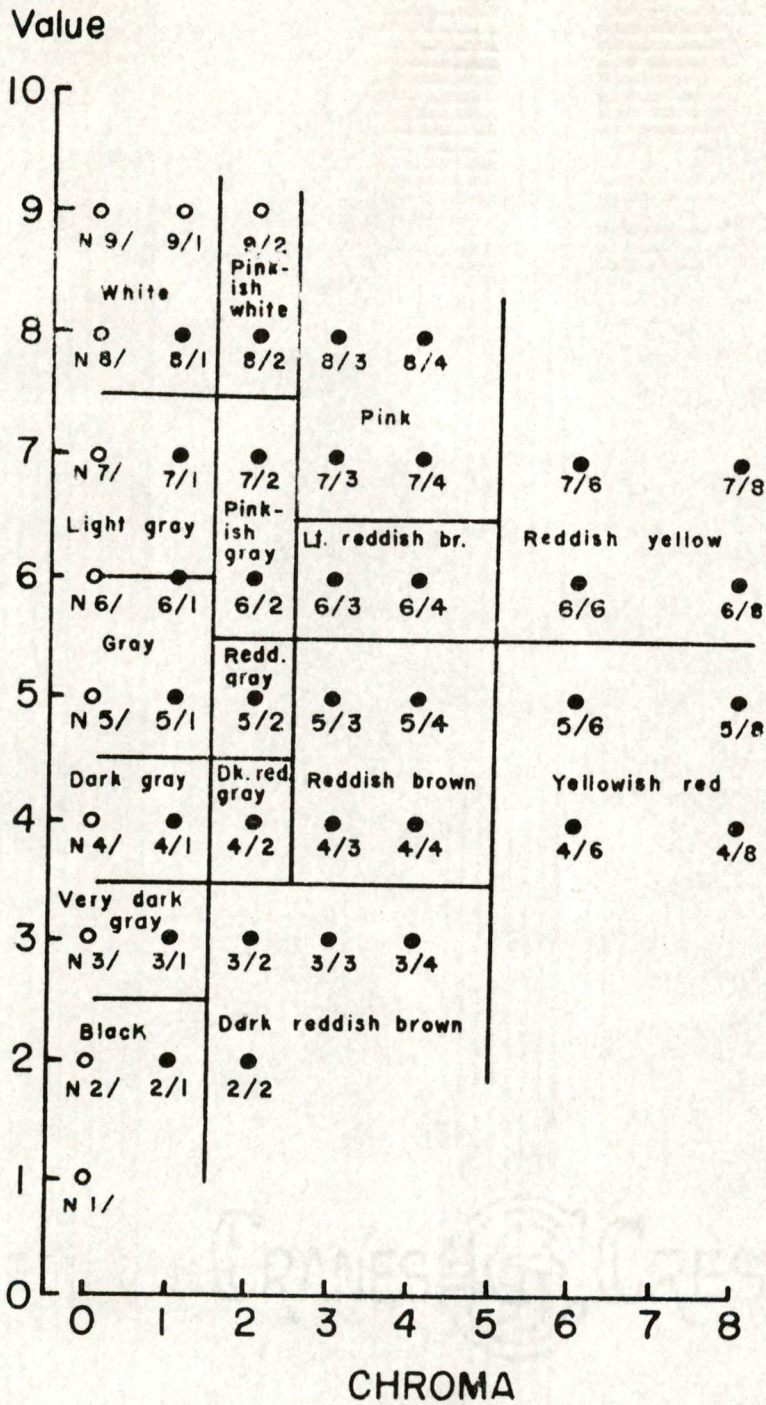 Value
10
9
N 9/ 9/1 9/2
Pink-
ish
white
White
8
N 8/ 8/1 8/2 8/3 8/4
Pink
7
N 7/ 7/1 7/2 7/3 7/4 7/6 7/8
Pink-
ish
gray
Light gray
Lt. reddish br.
Reddish yellow
6
N 6/ 6/1 6/2 6/3 6/4 6/6 6/8
Gray
Redd.
gray
5
N 5/ 5/1 5/2 5/3 5/4 5/6 5/8
Dark gray
Dk. red.
gray
Reddish brown
Yellowish red
4
N 4/ 4/1 4/2 4/3 4/4 4/6 4/8
Very dark
gray
3
N 3/ 3/1 3/2 3/3 3/4
Black
Dark reddish brown
2
N 2/ 2/1 2/2
1
N 1/
0
0 1 2 3 4 5 6 7 8
CHROMA